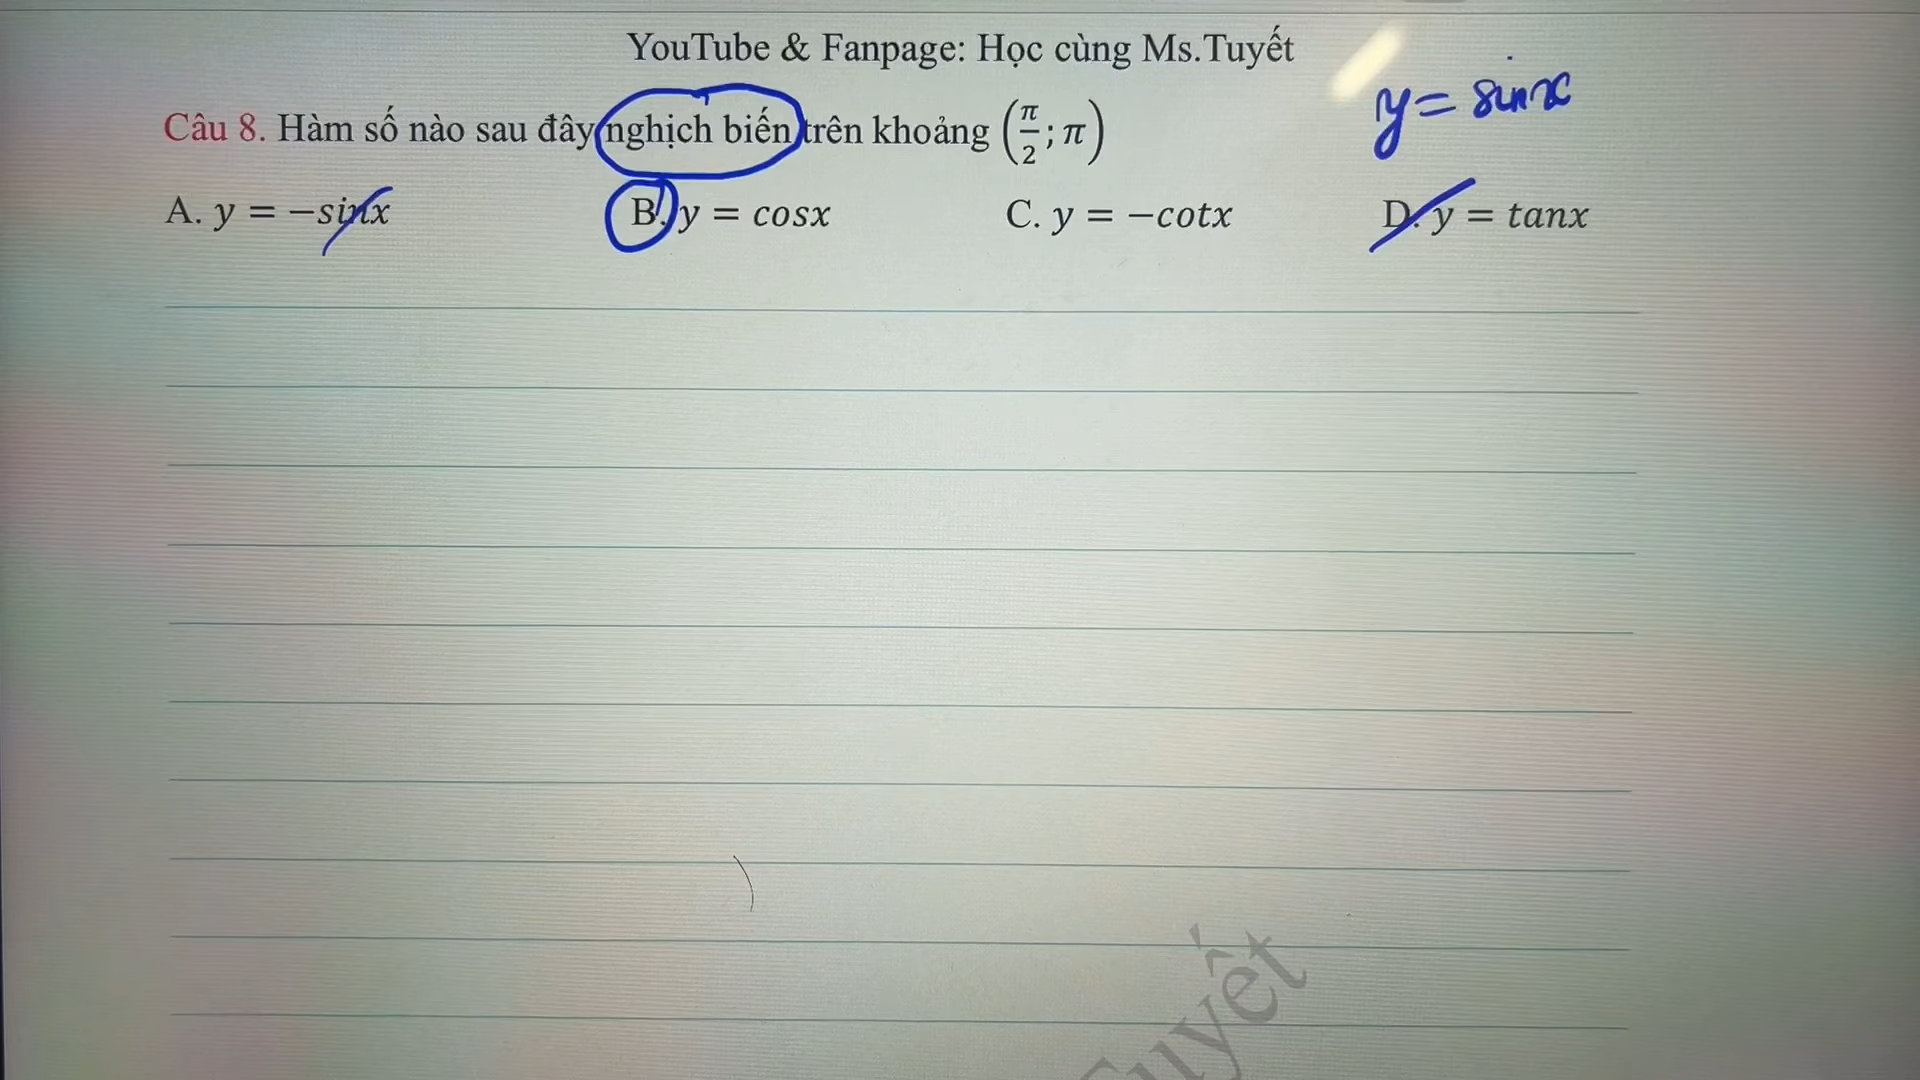 YouTube & Fanpage: Học cùng Ms.Tuyết
y = sinx
Câu 8. Hàm số nào sau đây nghịch biến trên khoảng (π/2; π)
A. y = −sinx B. y = cosx C. y = −cotx D. y = tanx
Tuyết